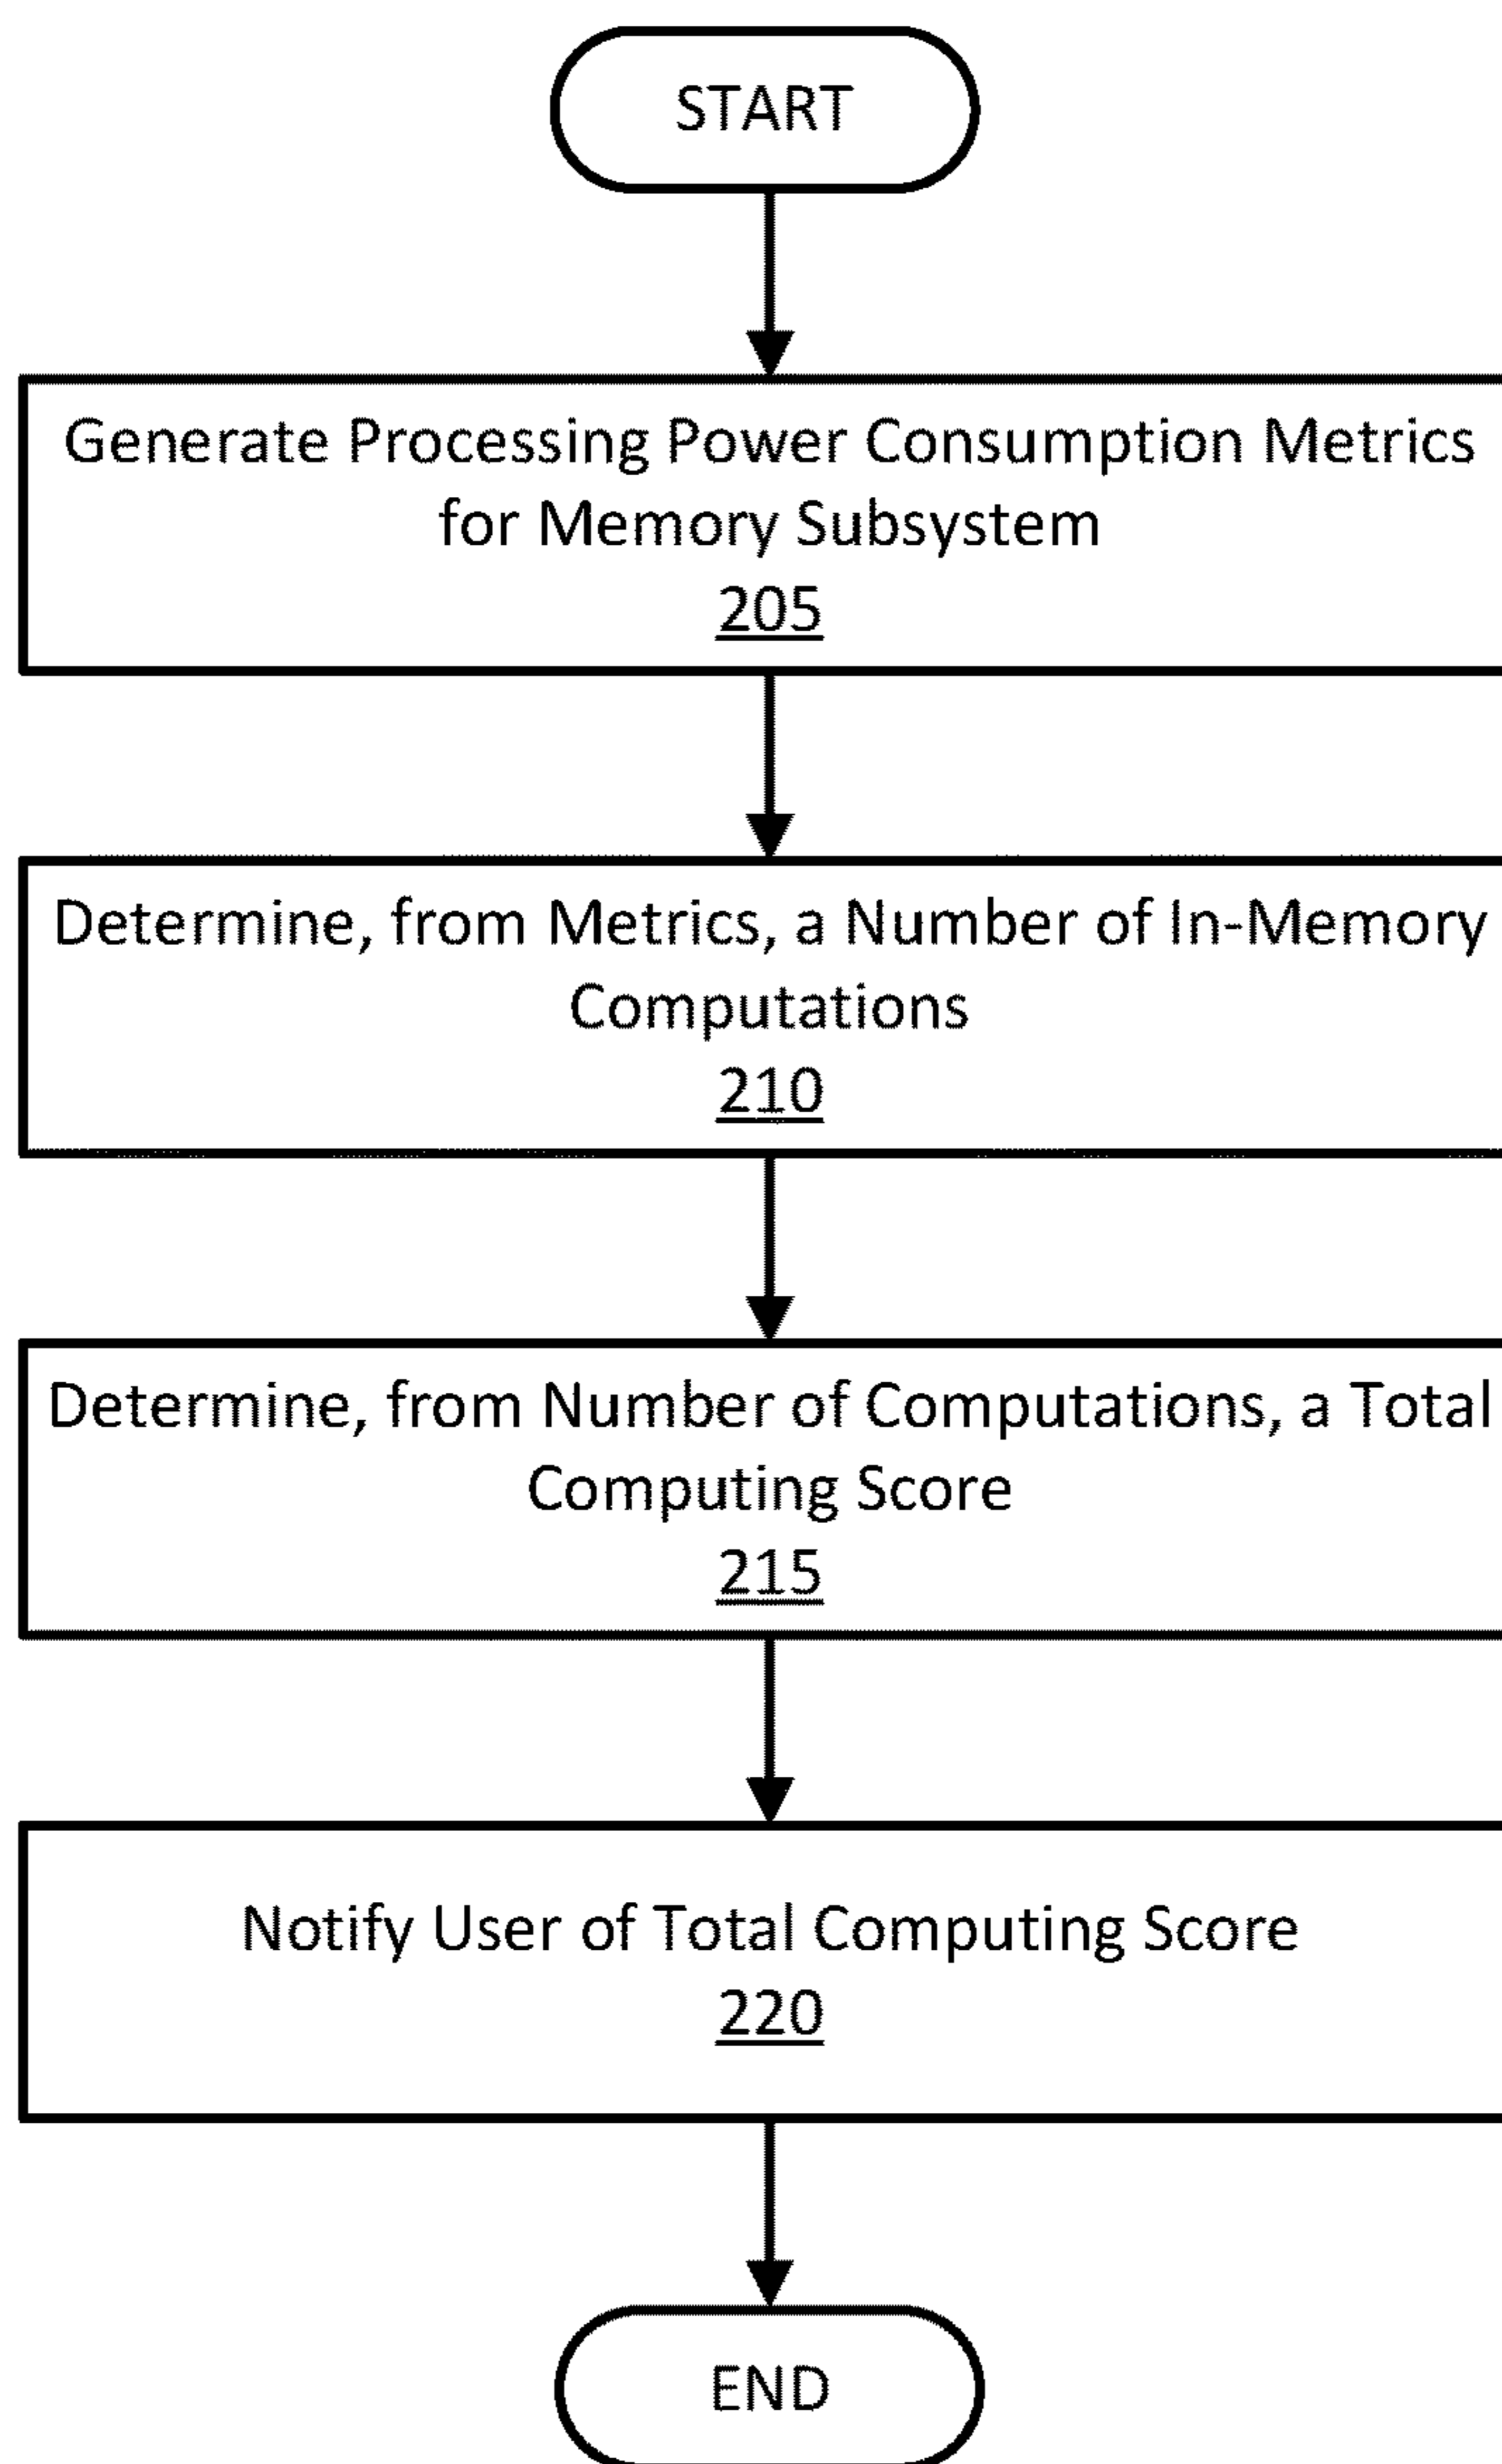 START
Generate Processing Power Consumption Metrics
for Memory Subsystem
205
Determine, from Metrics, a Number of In-Memory
Computations
210
Determine, from Number of Computations, a Total
Computing Score
215
Notify User of Total Computing Score
220
END